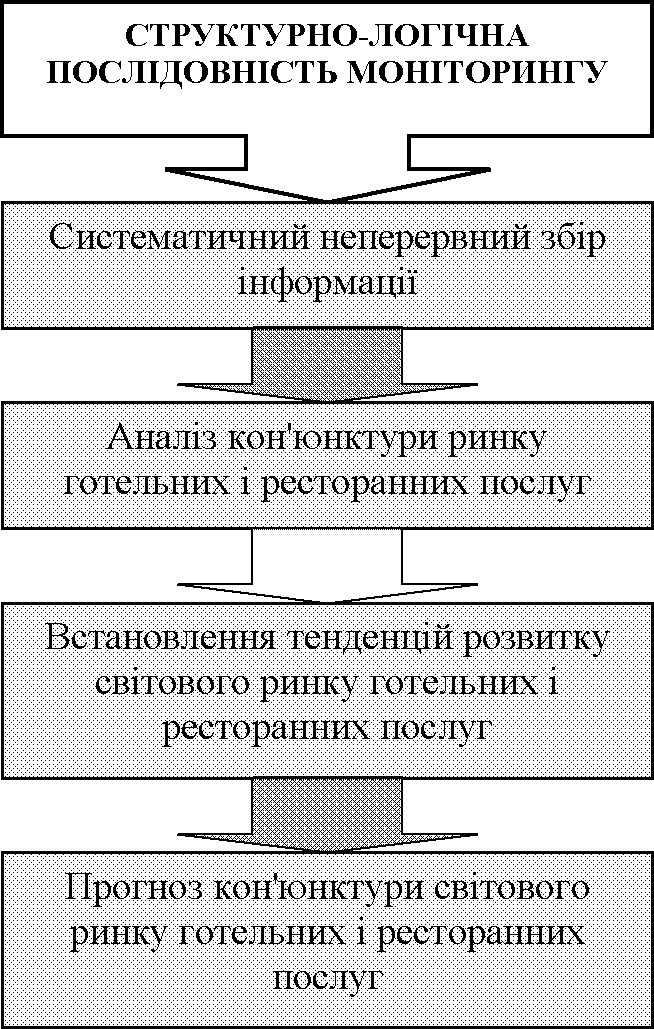 СТРУКТУРНО-ЛОГІЧНА
ПОСЛІДОВНІСТЬ МОНІТОРИНГУ
Систематичний неперервний збір
інформації
Аналіз кон'юнктури ринку
готельних і ресторанних послуг
Встановлення тенденцій розвитку
світового ринку готельних і
ресторанних послуг
Прогноз кон'юнктури світового
ринку готельних і ресторанних
послуг